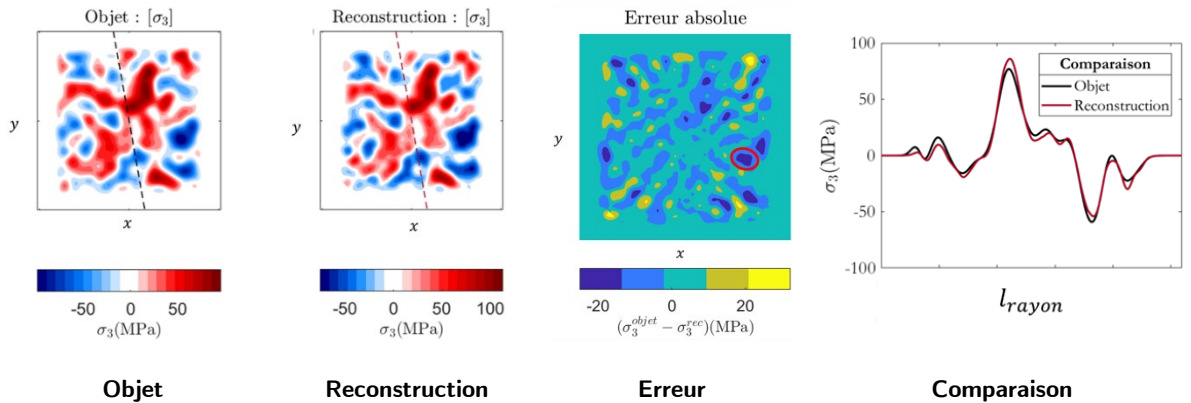 Objet : [σ₃]
y
x
-50 0 50
σ₃(MPa)
Objet
Reconstruction : [σ₃]
y
x
-50 0 50 100
σ₃(MPa)
Reconstruction
Erreur absolue
y
x
-20 0 20
(σ₃^{objet} − σ₃^{rec})(MPa)
Erreur
100
50
0
-50
-100
σ₃(MPa)
Comparaison
Objet
Reconstruction
l_{rayon}
Comparaison